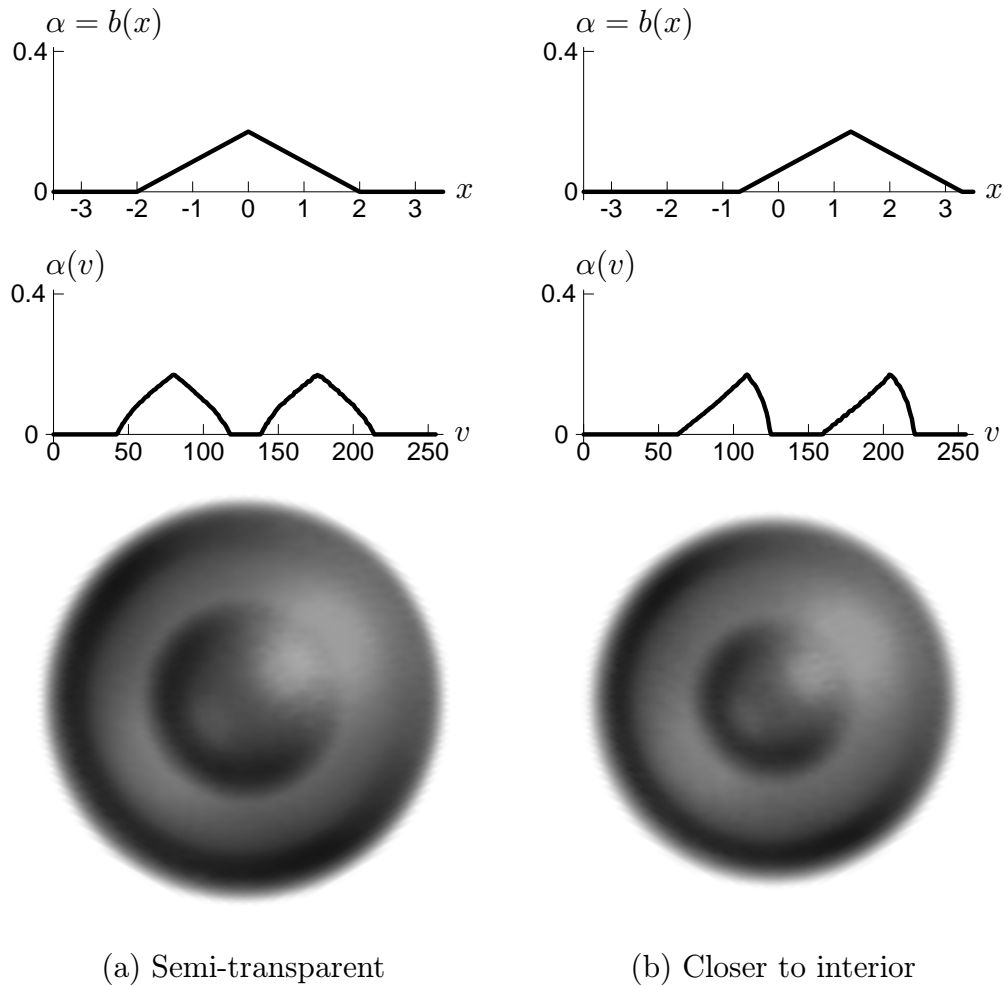 α = b(x)
0.4
0
-3 -2 -1 0 1 2 3
x
α(v)
0.4
0
0 50 100 150 200 250
v
(a) Semi-transparent
α = b(x)
0.4
0
-3 -2 -1 0 1 2 3
x
α(v)
0.4
0
0 50 100 150 200 250
v
(b) Closer to interior